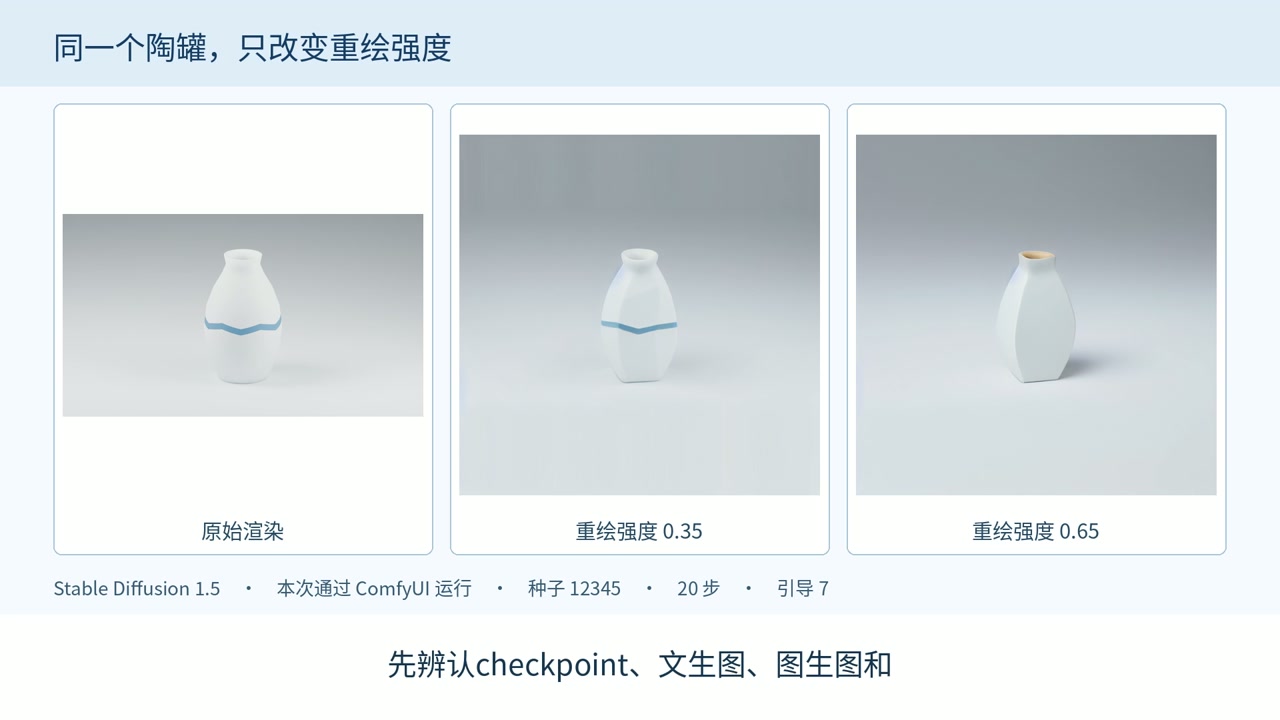 同一个陶罐，只改变重绘强度
原始渲染
重绘强度 0.35
重绘强度 0.65
Stable Diffusion 1.5 • 本次通过 ComfyUI 运行 • 种子 12345 • 20 步 • 引导 7
先辨认checkpoint、文生图、图生图和